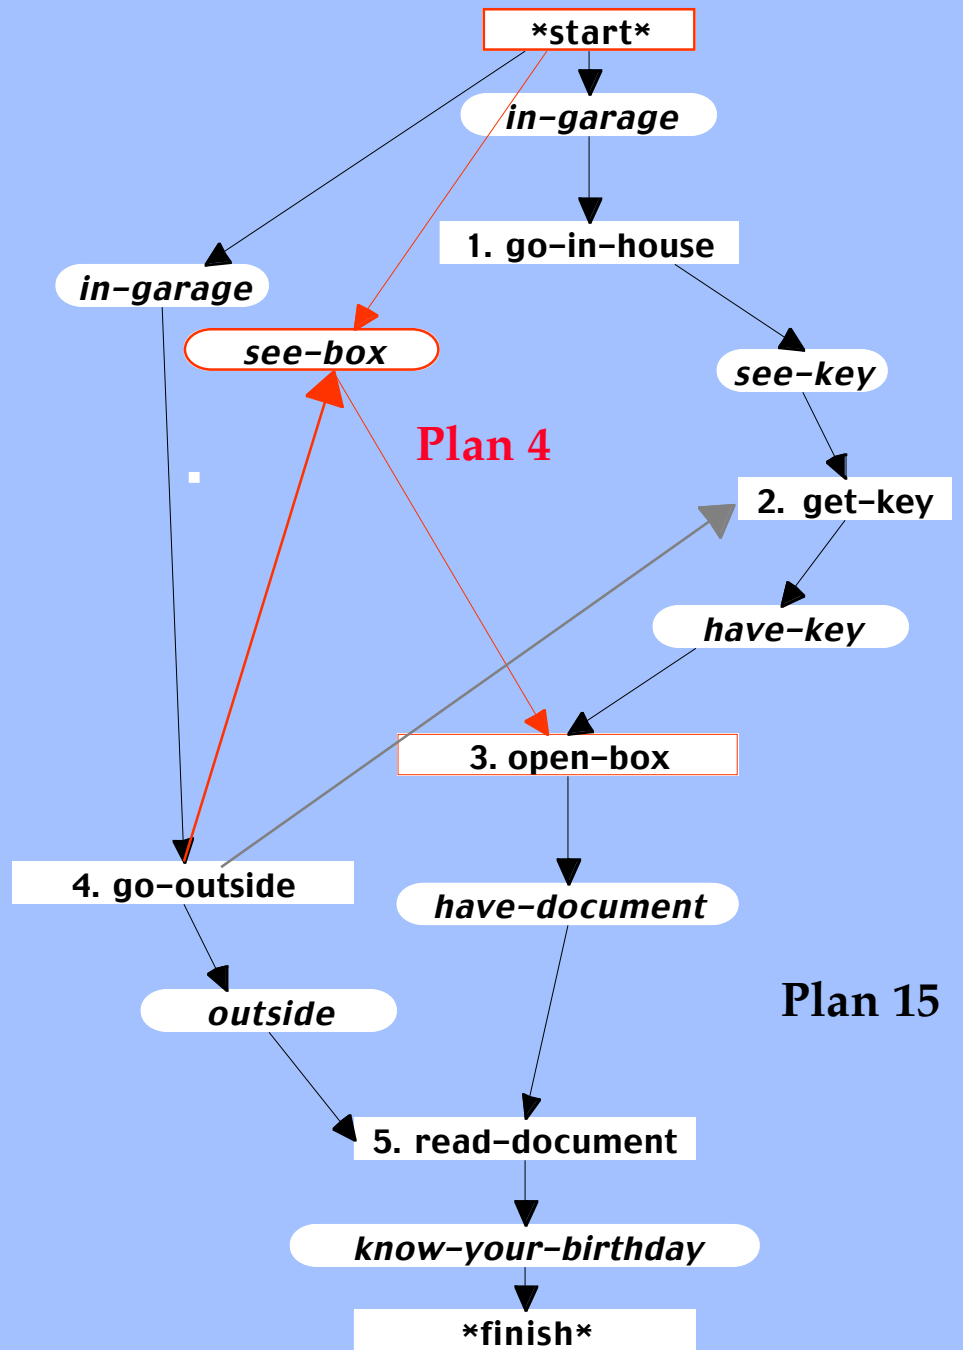 *start*
in-garage
1. go-in-house
in-garage
see-box
see-key
Plan 4
2. get-key
have-key
3. open-box
4. go-outside
have-document
Plan 15
outside
5. read-document
know-your-birthday
*finish*